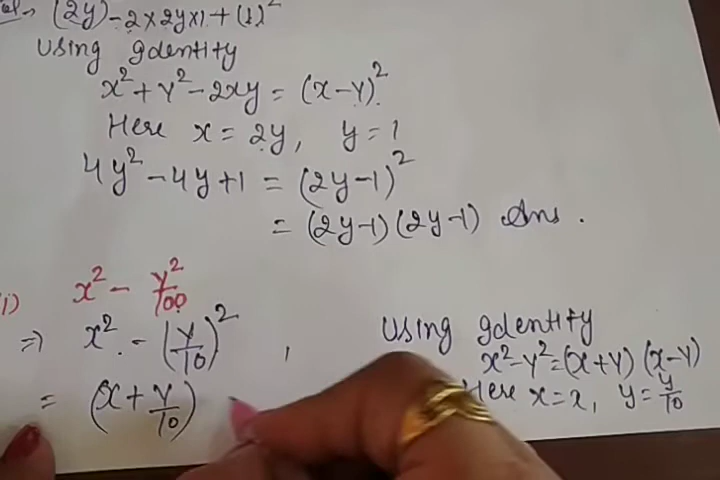 (2y) - 2×2y×1 + (1)²
Using Identity
x² + y² - 2xy = (x-y)²
Here x = 2y, y = 1
4y² - 4y + 1 = (2y-1)²
= (2y-1) (2y-1) Ans.
i) x² - y²/100
⇒ x² - (y/10)² , Using Identity
x²-y² = (x+y) (x-y)
= (x + y/10) Here x = x, y = y/10